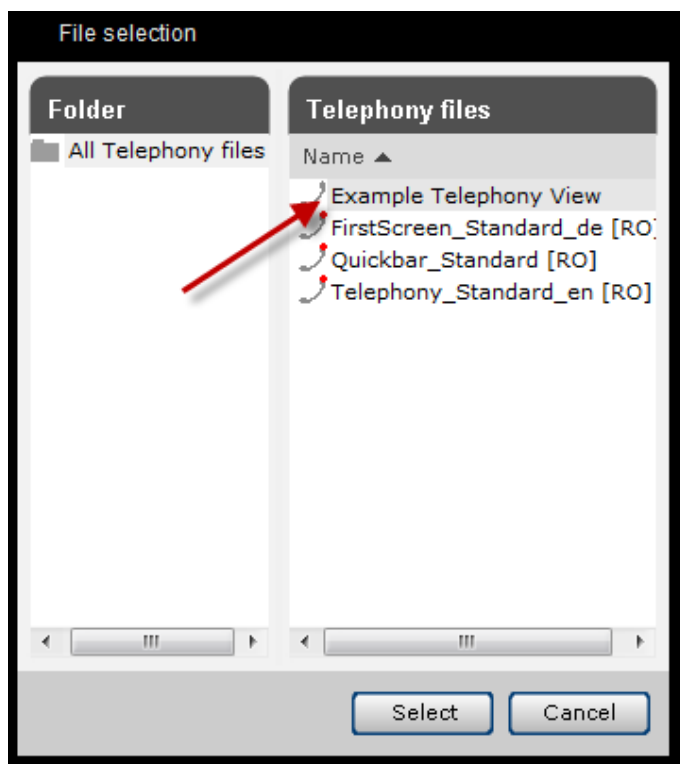 File selection
Folder
All Telephony files
Telephony files
Name
Example Telephony View
FirstScreen_Standard_de [RO]
Quickbar_Standard [RO]
Telephony_Standard_en [RO]
Select
Cancel